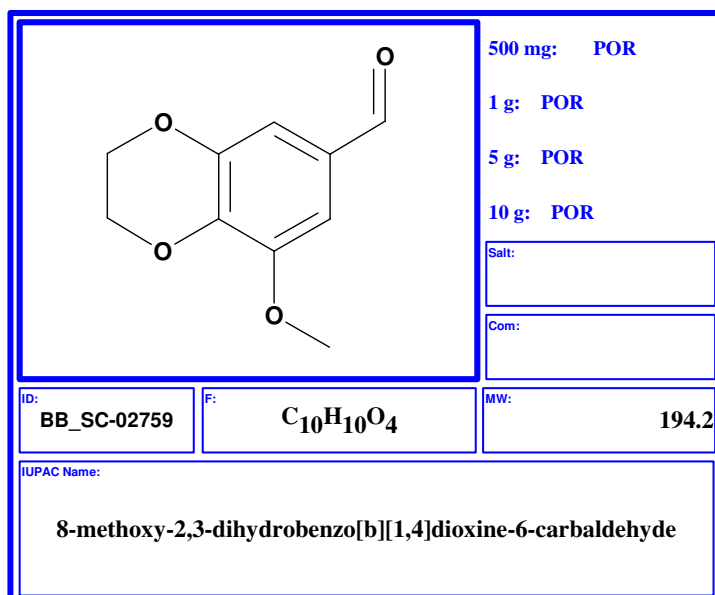 O
O
O
O
500 mg: POR
1 g: POR
5 g: POR
10 g: POR
Salt:
Com:
ID:
BB_SC-02759
F:
C10H10O4
MW:
194.2
IUPAC Name:
8-methoxy-2,3-dihydrobenzo[b][1,4]dioxine-6-carbaldehyde